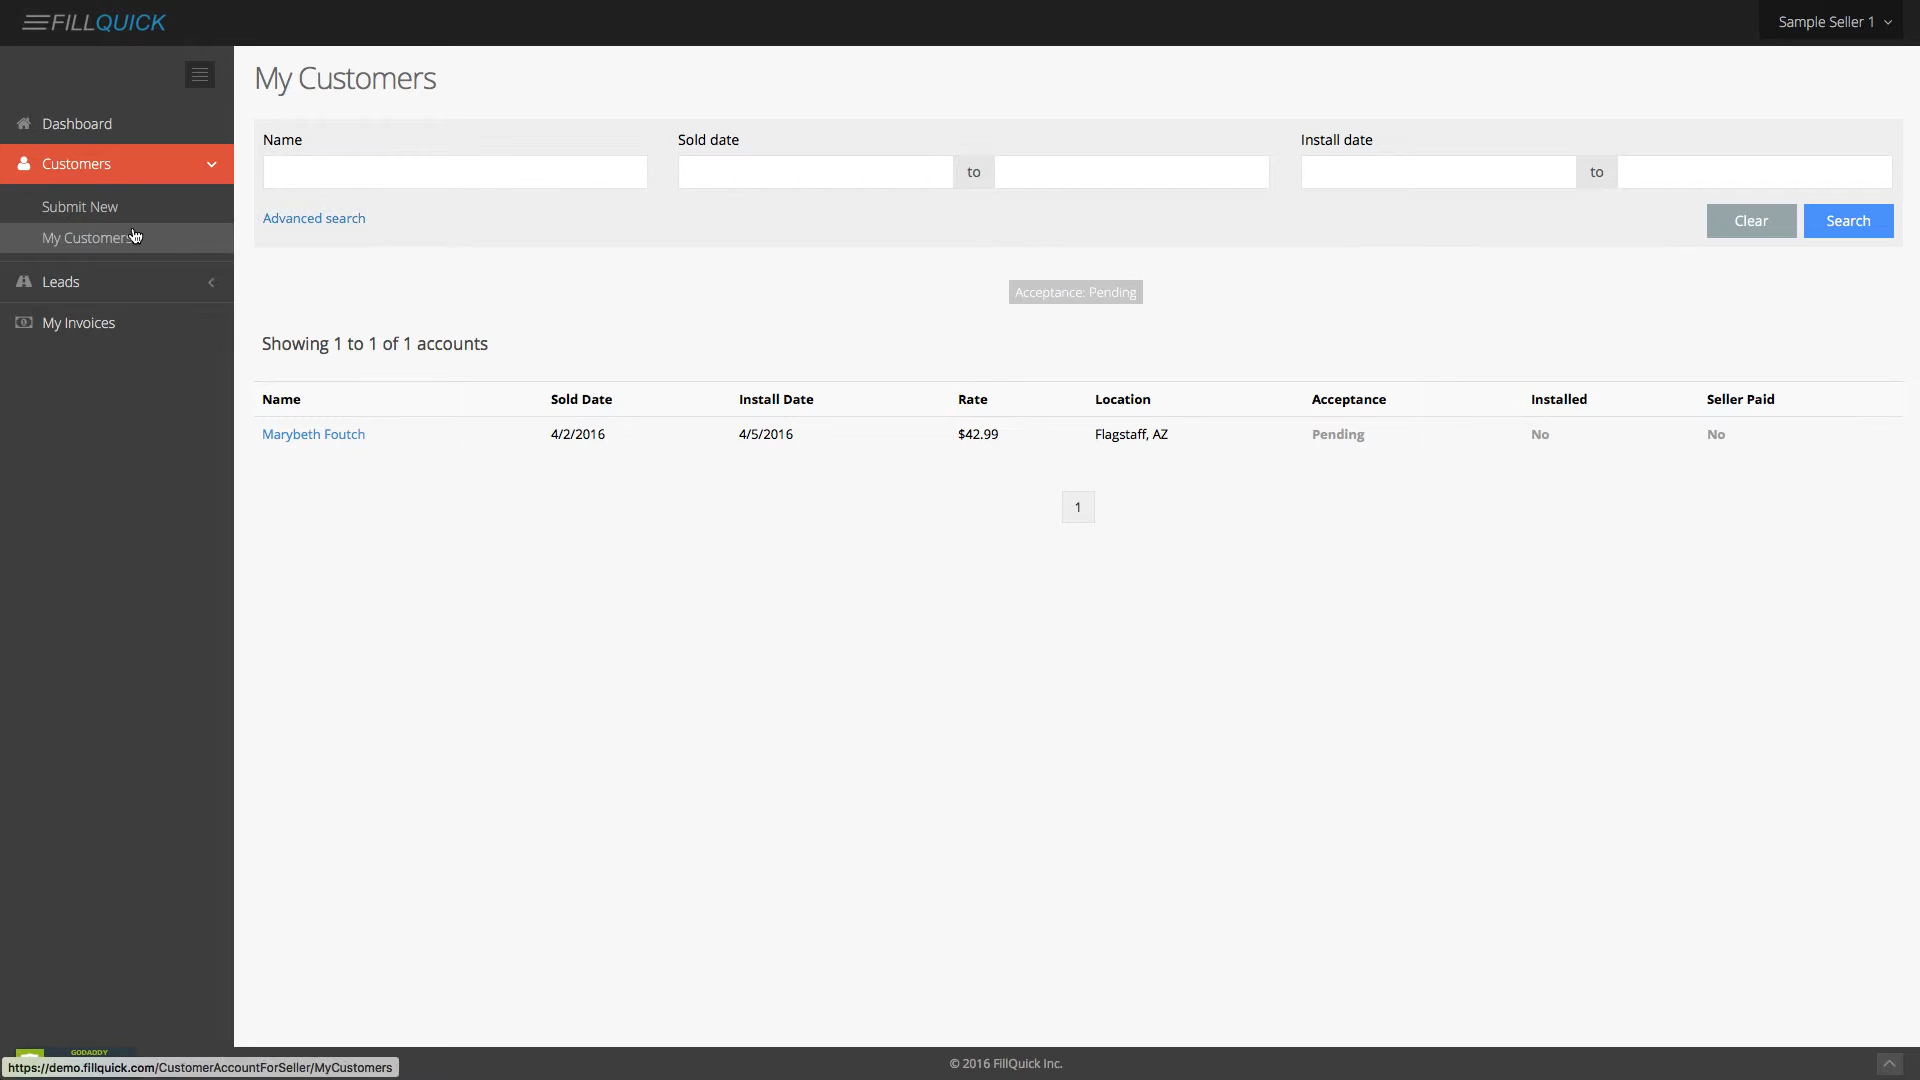 FILLQUICK
Sample Seller 1
My Customers
Dashboard
Customers
Submit New
My Customers
Leads
My Invoices
Name
Sold date
Install date
to
to
Advanced search
Clear
Search
Acceptance: Pending
Showing 1 to 1 of 1 accounts
Name Sold Date Install Date Rate Location Acceptance Installed Seller Paid
Marybeth Foutch 4/2/2016 4/5/2016 $42.99 Flagstaff, AZ Pending No No
1
GODADDY
https://demo.fillquick.com/CustomerAccountForSeller/MyCustomers
© 2016 FillQuick Inc.